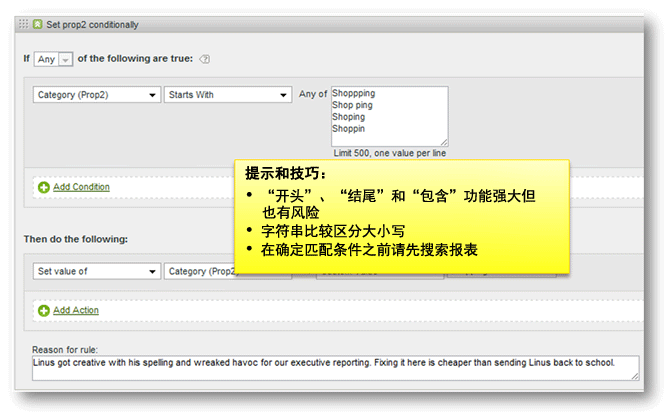 Set prop2 conditionally
If Any of the following are true:
Category (Prop2) Starts With Any of Shoppping
Shop ping
Shoping
Shoppin
Limit 500, one value per line
Add Condition
提示和技巧：
• “开头”、“结尾”和“包含”功能强大但
也有风险
• 字符串比较区分大小写
• 在确定匹配条件之前请先搜索报表
Then do the following:
Set value of Category (Prop2)
Add Action
Reason for rule:
Linus got creative with his spelling and wreaked havoc for our executive reporting. Fixing it here is cheaper than sending Linus back to school.